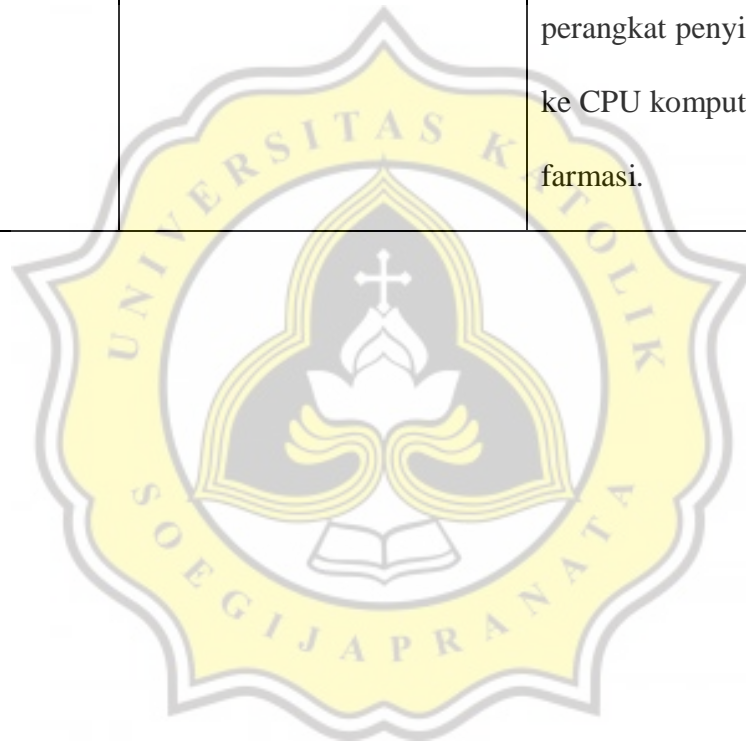 perangkat penyi
ke CPU komput
farmasi.
UNIVERSITAS KATOLIK
SOEGIJAPRANATA